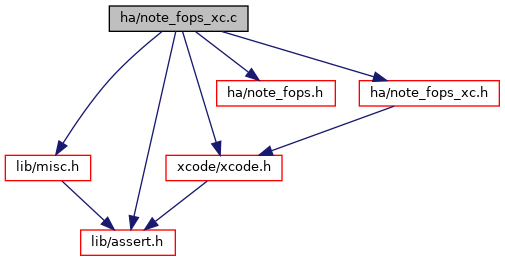 ha/note_fops_xc.c
ha/note_fops.h
ha/note_fops_xc.h
lib/misc.h
xcode/xcode.h
lib/assert.h